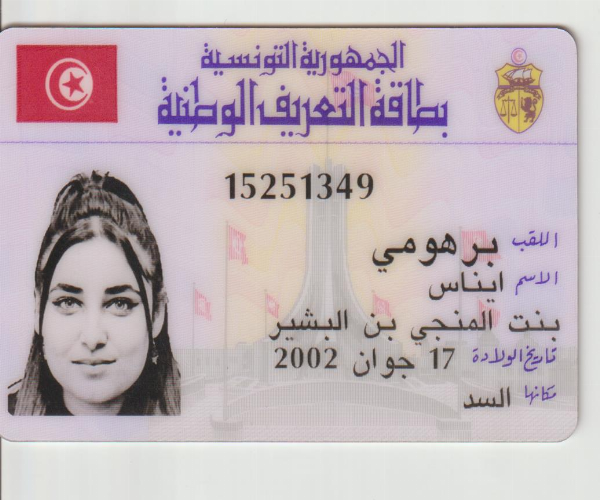 الجمهورية التونسية
بطاقة التعريف الوطنية
15251349
اللقب برهومي
الاسم ايناس
بنت المنجي بن البشير
تاريخ الولادة 17 جوان 2002
مكانها السد